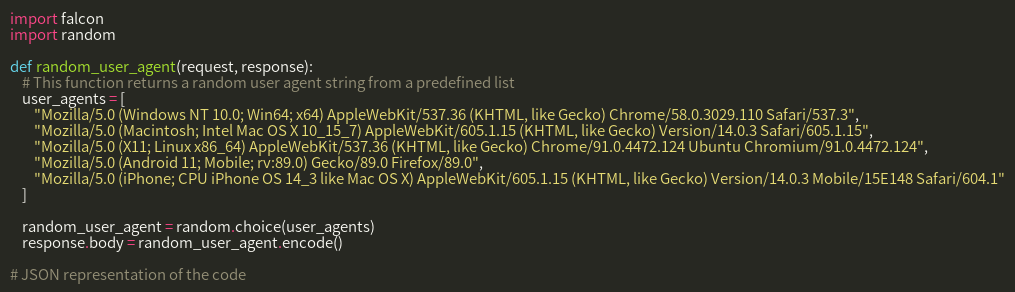 import falcon
import random

def random_user_agent(request, response):
    # This function returns a random user agent string from a predefined list
    user_agents = [
        "Mozilla/5.0 (Windows NT 10.0; Win64; x64) AppleWebKit/537.36 (KHTML, like Gecko) Chrome/58.0.3029.110 Safari/537.3",
        "Mozilla/5.0 (Macintosh; Intel Mac OS X 10_15_7) AppleWebKit/605.1.15 (KHTML, like Gecko) Version/14.0.3 Safari/605.1.15",
        "Mozilla/5.0 (X11; Linux x86_64) AppleWebKit/537.36 (KHTML, like Gecko) Chrome/91.0.4472.124 Ubuntu Chromium/91.0.4472.124",
        "Mozilla/5.0 (Android 11; Mobile; rv:89.0) Gecko/89.0 Firefox/89.0",
        "Mozilla/5.0 (iPhone; CPU iPhone OS 14_3 like Mac OS X) AppleWebKit/605.1.15 (KHTML, like Gecko) Version/14.0.3 Mobile/15E148 Safari/604.1"
    ]

    random_user_agent = random.choice(user_agents)
    response.body = random_user_agent.encode()

# JSON representation of the code